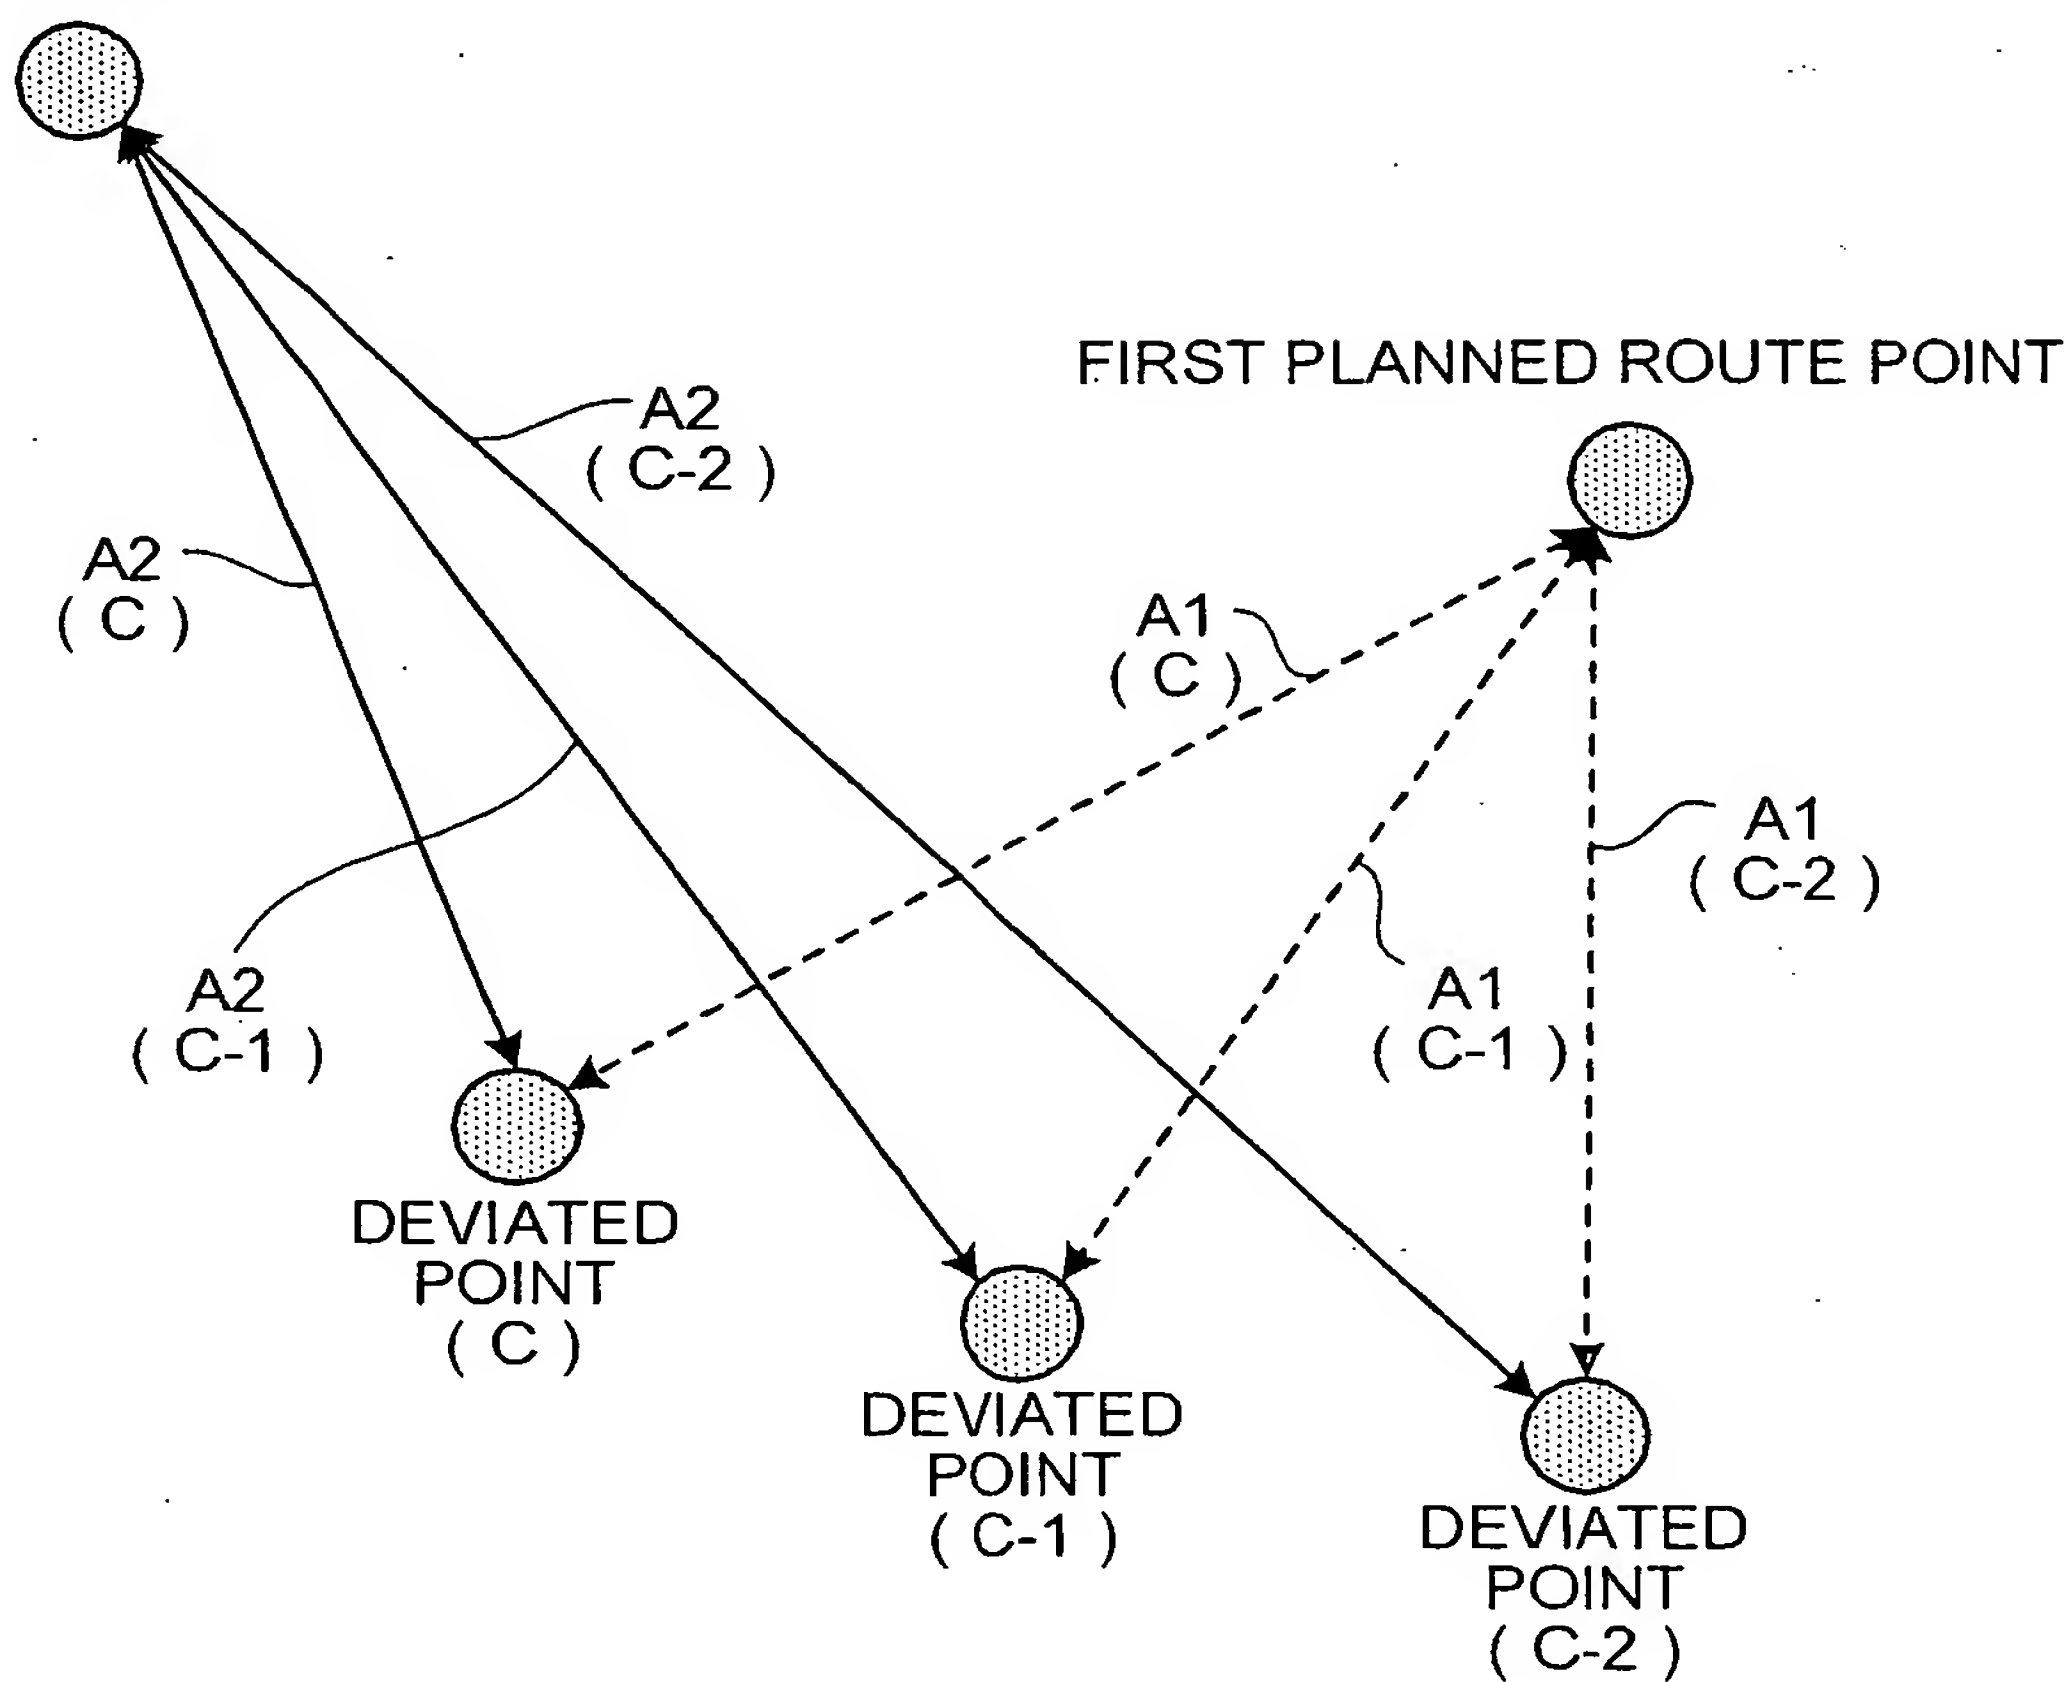 FIRST PLANNED ROUTE POINT
A2
( C-2 )
A2
( C )
A1
( C )
A1
( C-2 )
A2
( C-1 )
A1
( C-1 )
DEVIATED
POINT
( C )
DEVIATED
POINT
( C-1 )
DEVIATED
POINT
( C-2 )